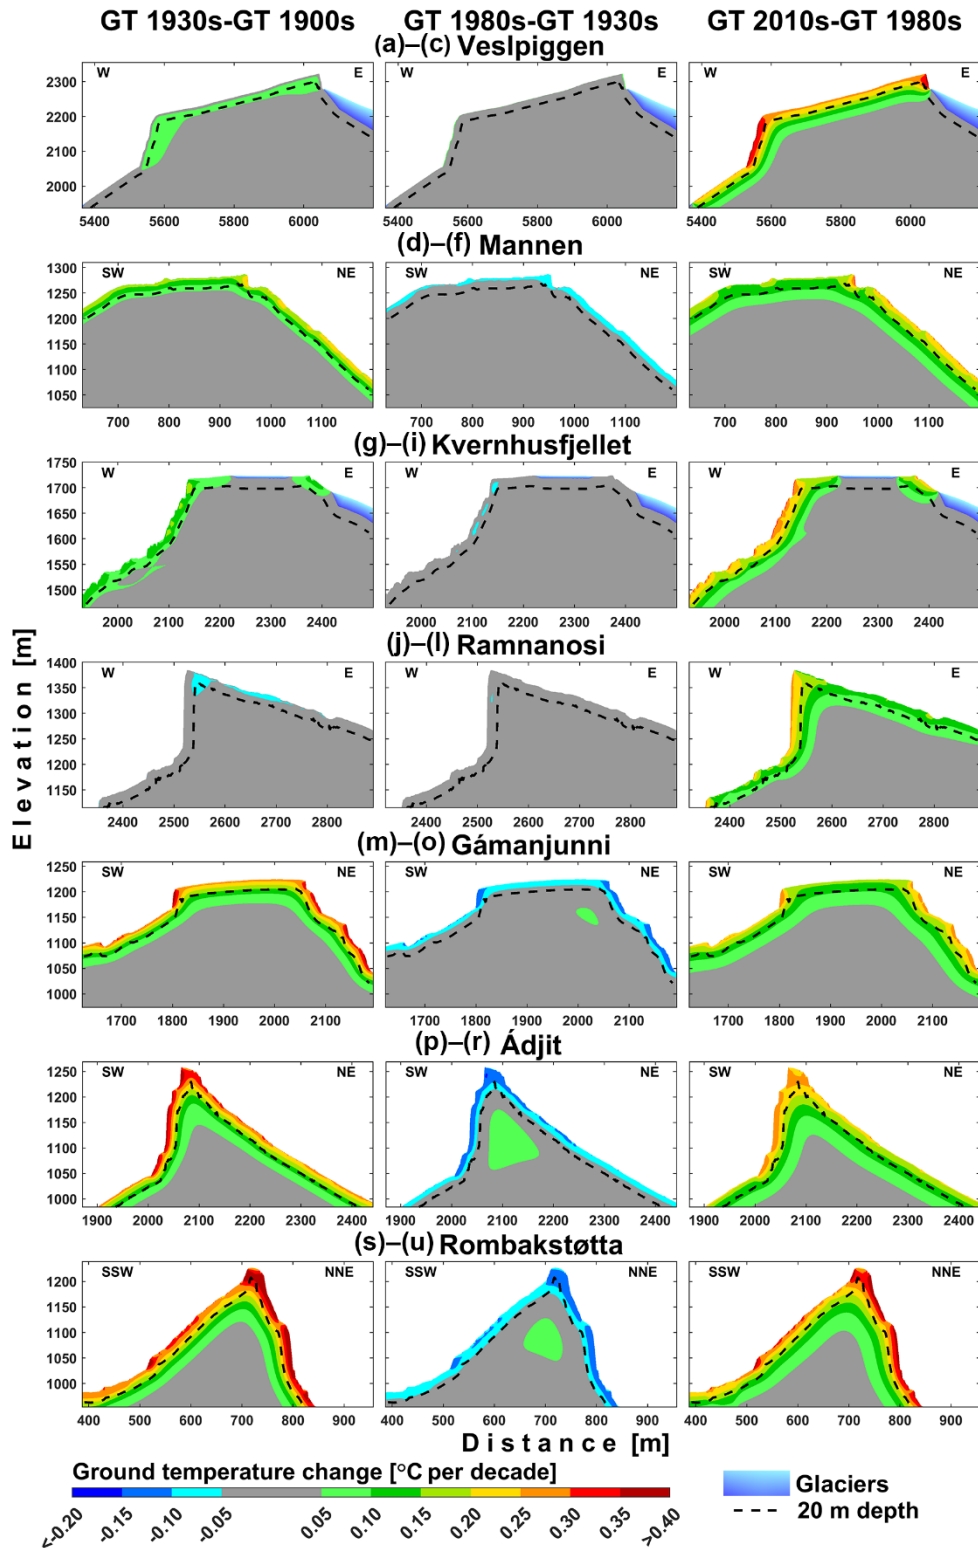 GT 1930s-GT 1900s GT 1980s-GT 1930s GT 2010s-GT 1980s
(a)–(c) Veslpiggen
W E W E W E
2300
2200
2100
2000
5400 5600 5800 6000 5400 5600 5800 6000 5400 5600 5800 6000
(d)–(f) Mannen
SW NE SW NE SW NE
1300
1250
1200
1150
1100
1050
700 800 900 1000 1100 700 800 900 1000 1100 700 800 900 1000 1100
(g)–(i) Kvernhusfjellet
W E W E W E
1750
1700
1650
1600
1550
1500
2000 2100 2200 2300 2400 2000 2100 2200 2300 2400 2000 2100 2200 2300 2400
(j)–(l) Ramnanosi
W E W E W E
1400
1350
1300
1250
1200
1150
2400 2500 2600 2700 2800 2400 2500 2600 2700 2800 2400 2500 2600 2700 2800
Elevation [m]
(m)–(o) Gámanjunni
SW NE SW NE SW NE
1250
1200
1150
1100
1050
1000
1700 1800 1900 2000 2100 1700 1800 1900 2000 2100 1700 1800 1900 2000 2100
(p)–(r) Ádjit
SW NE SW NE SW NE
1250
1200
1150
1100
1050
1000
1900 2000 2100 2200 2300 2400 1900 2000 2100 2200 2300 2400 1900 2000 2100 2200 2300 2400
(s)–(u) Rombakstøtta
SSW NNE SSW NNE SSW NNE
1200
1150
1100
1050
1000
400 500 600 700 800 900 400 500 600 700 800 900 400 500 600 700 800 900
Distance [m]
Ground temperature change [°C per decade]
<-0.20 -0.15 -0.10 -0.05 0.05 0.10 0.15 0.20 0.25 0.30 0.35 >0.40
Glaciers
20 m depth